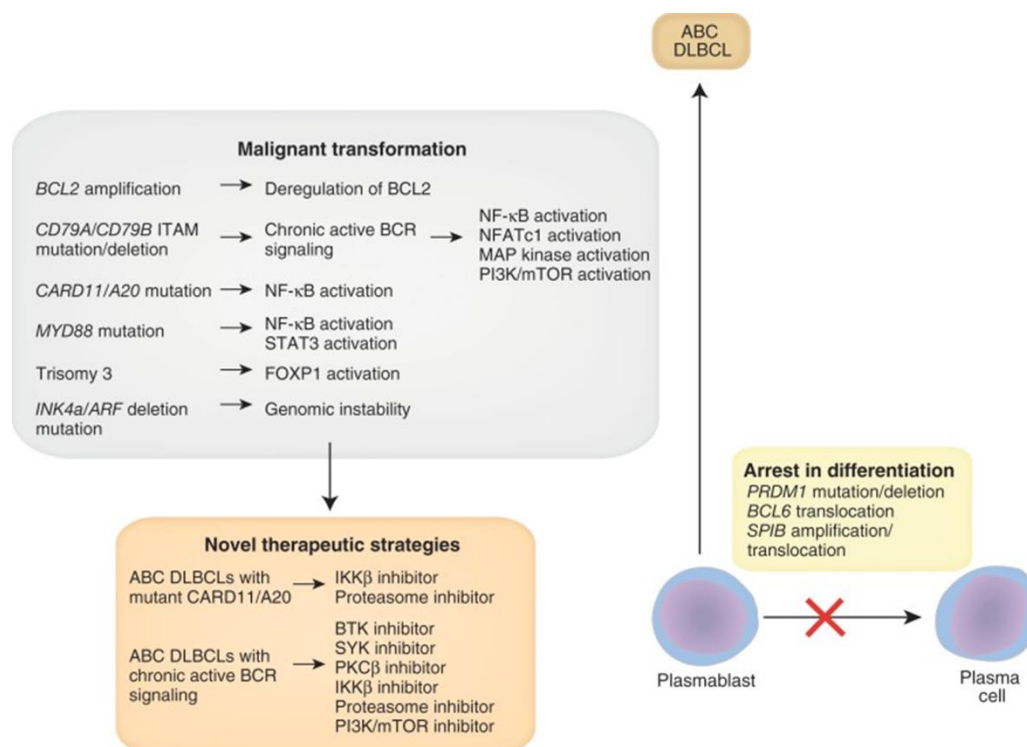 ABC
DLBCL
Malignant transformation
BCL2 amplification
Deregulation of BCL2
CD79A/CD79B ITAM
mutation/deletion
Chronic active BCR
signaling
NF-κB activation
NFATc1 activation
MAP kinase activation
PI3K/mTOR activation
CARD11/A20 mutation
NF-κB activation
MYD88 mutation
NF-κB activation
STAT3 activation
Trisomy 3
FOXP1 activation
INK4a/ARF deletion
mutation
Genomic instability
Novel therapeutic strategies
ABC DLBCLs with
mutant CARD11/A20
IKKβ inhibitor
Proteasome inhibitor
ABC DLBCLs with
chronic active BCR
signaling
BTK inhibitor
SYK inhibitor
PKCβ inhibitor
IKKβ inhibitor
Proteasome inhibitor
PI3K/mTOR inhibitor
Arrest in differentiation
PRDM1 mutation/deletion
BCL6 translocation
SPIB amplification/
translocation
Plasmablast
Plasma
cell